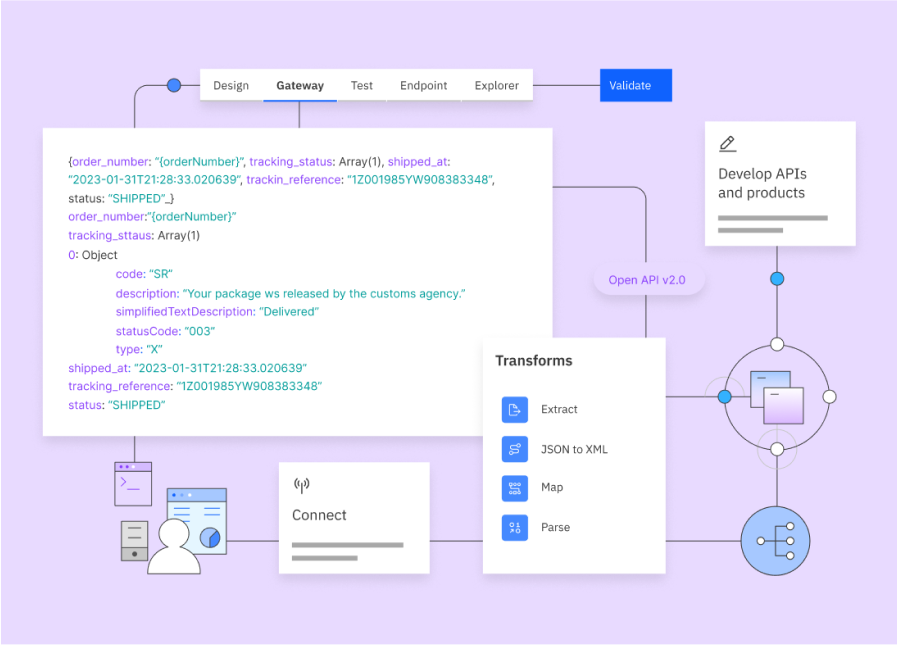 Design Gateway Test Endpoint Explorer
Validate
{order_number: “{orderNumber}”, tracking_status: Array(1), shipped_at:
“2023-01-31T21:28:33.020639”, trackin_reference: “1Z001985YW908383348”,
status: “SHIPPED”_}
order_number:”{orderNumber}”
tracking_sttaus: Array(1)
0: Object
code: “SR”
description: “Your package ws released by the customs agency.”
simplifiedTextDescription: “Delivered”
statusCode: “003”
type: “X”
shipped_at: “2023-01-31T21:28:33.020639”
tracking_reference: “1Z001985YW908383348”
status: “SHIPPED”
Develop APIs
and products
Open API v2.0
Transforms
Extract
JSON to XML
Map
Parse
Connect